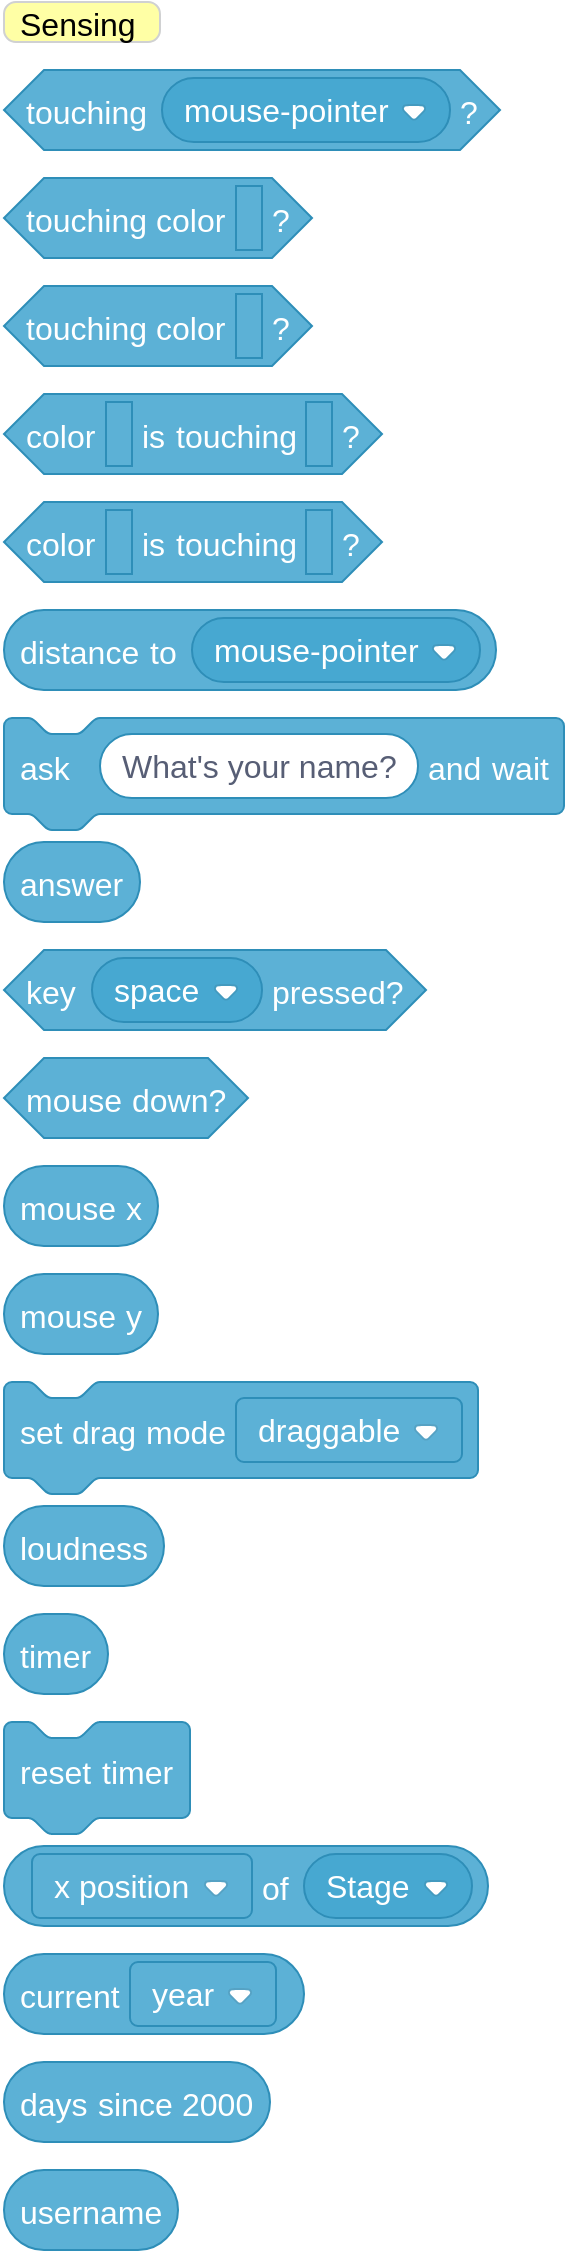 Sensing
touching mouse-pointer ?
touching color ?
touching color ?
color is touching ?
color is touching ?
distance to mouse-pointer
ask What's your name? and wait
answer
key space pressed?
mouse down?
mouse x
mouse y
set drag mode draggable
loudness
timer
reset timer
x position of Stage
current year
days since 2000
username